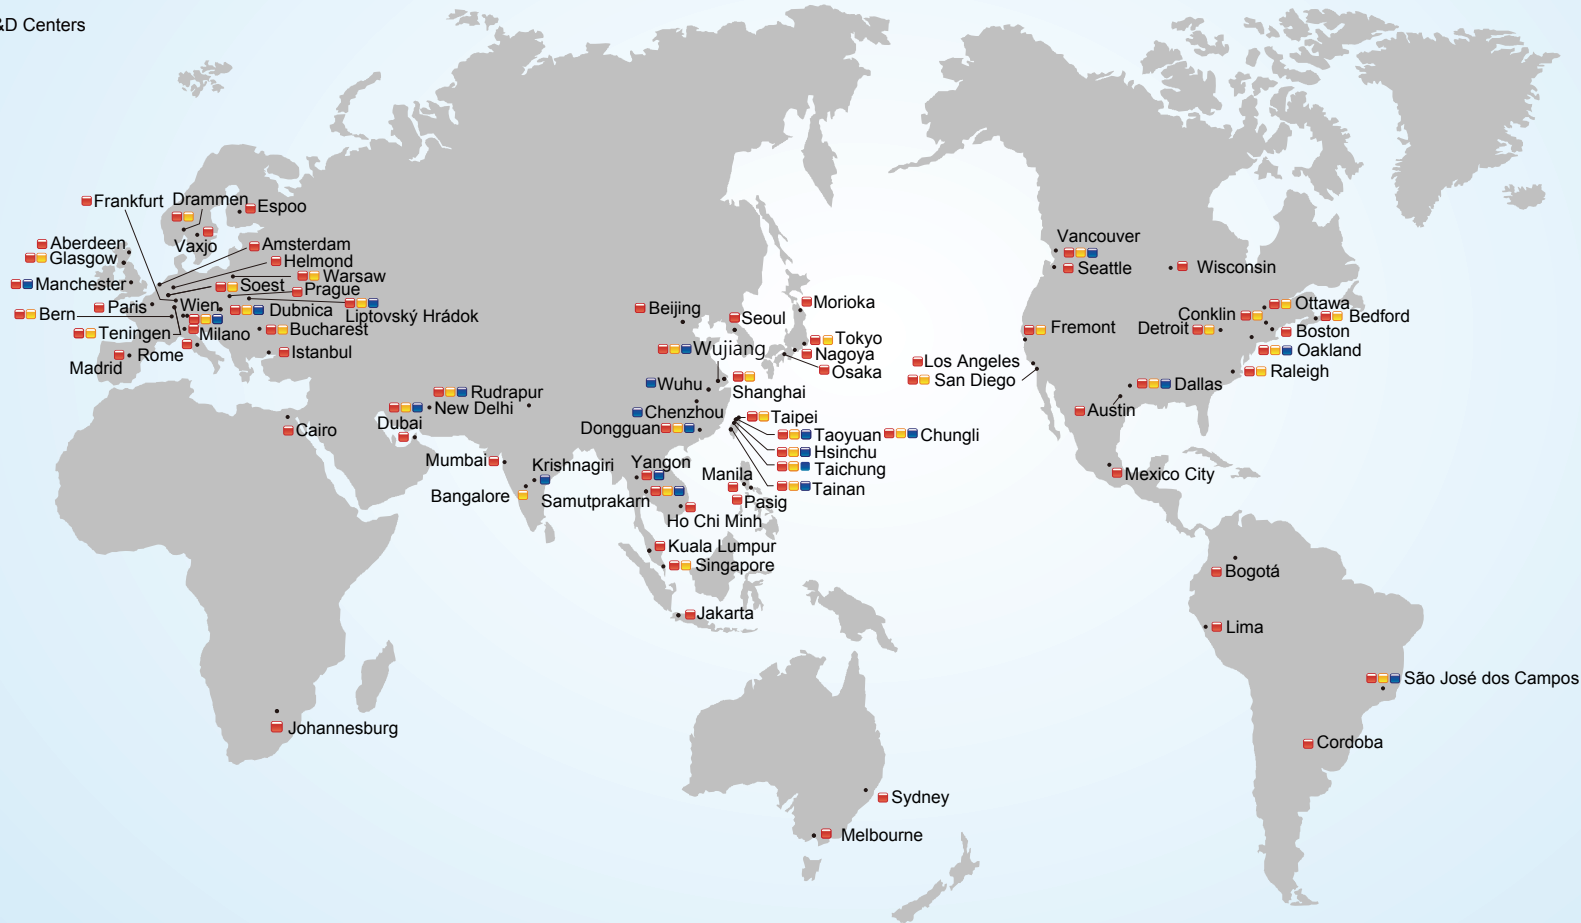 &D Centers
Frankfurt
Drammen
Espoo
Aberdeen
Vaxjo
Amsterdam
Glasgow
Helmond
Warsaw
Manchester
Soest
Prague
Paris
Wien
Dubnica
Liptovský Hrádok
Bern
Teningen
Milano
Bucharest
Rome
Istanbul
Madrid
Beijing
Seoul
Morioka
Tokyo
Wujiang
Nagoya
Osaka
Wuhu
Shanghai
Rudrapur
New Delhi
Chenzhou
Taipei
Cairo
Dubai
Dongguan
Taoyuan
Chungli
Hsinchu
Mumbai
Krishnagiri
Yangon
Manila
Taichung
Bangalore
Samutprakarn
Tainan
Pasig
Ho Chi Minh
Kuala Lumpur
Singapore
Jakarta
Johannesburg
Sydney
Melbourne
Vancouver
Seattle
Wisconsin
Ottawa
Conklin
Bedford
Fremont
Detroit
Boston
Oakland
Los Angeles
San Diego
Raleigh
Dallas
Austin
Mexico City
Bogotá
Lima
São José dos Campos
Cordoba